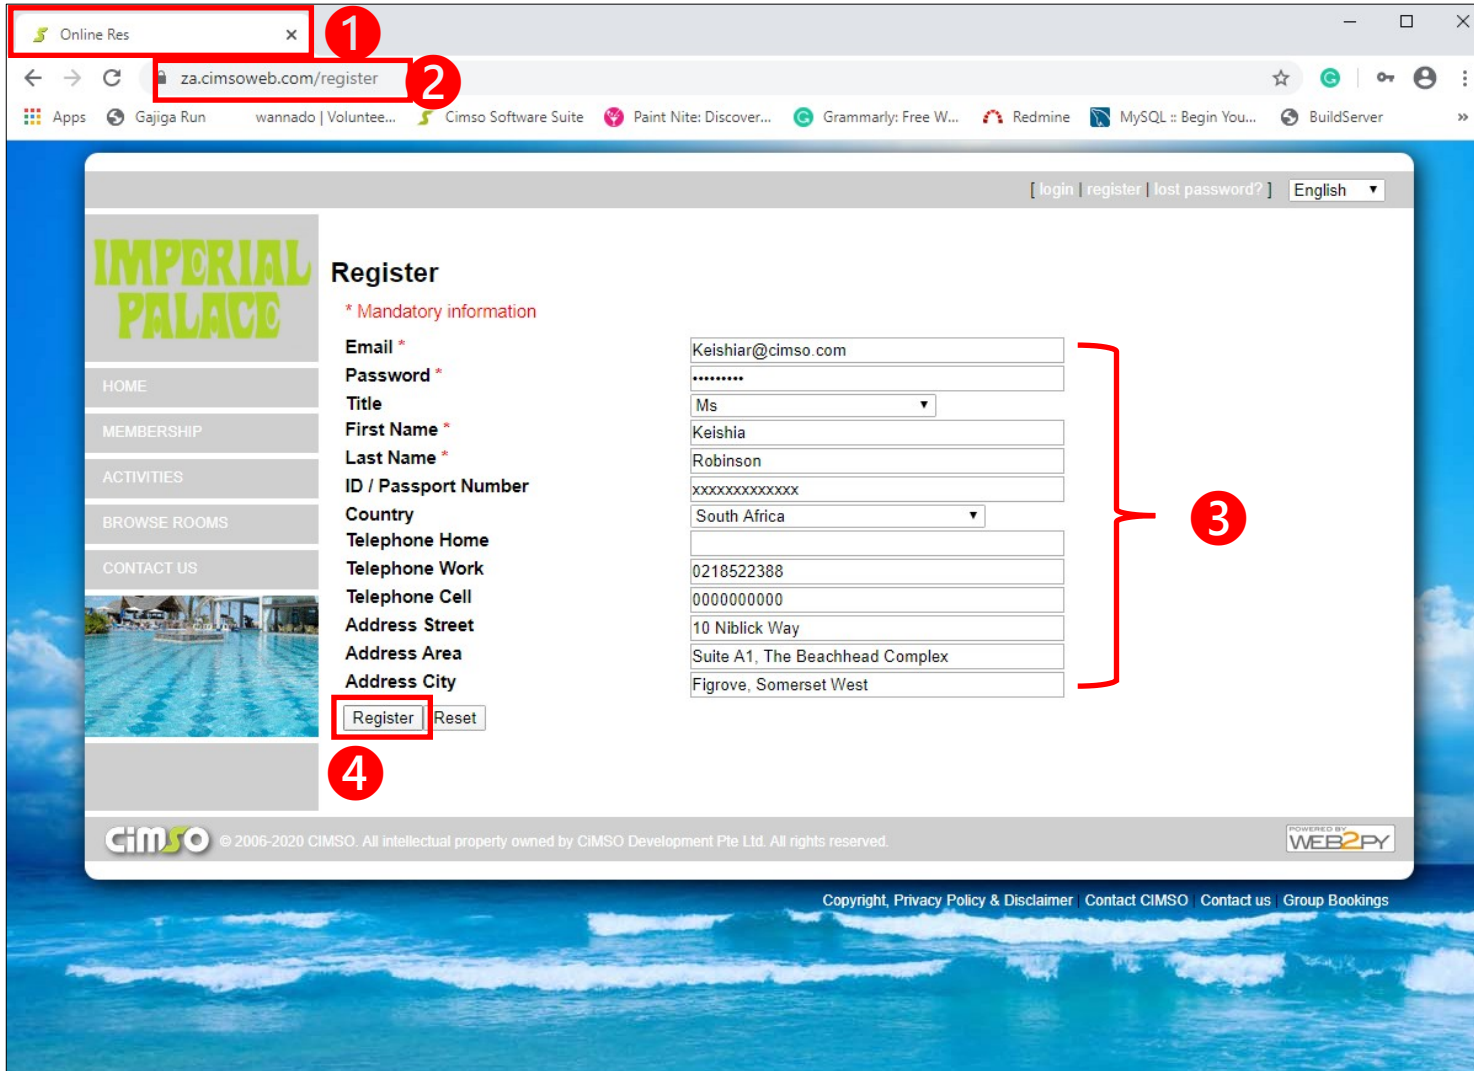 Online Res
1
za.cimsoweb.com/register
2
Apps Gajiga Run wannado | Voluntee... Cimso Software Suite Paint Nite: Discover... Grammarly: Free W... Redmine MySQL :: Begin You... BuildServer »
[ login | register | lost password? ] English
IMPERIAL
PALACE
HOME
MEMBERSHIP
ACTIVITIES
BROWSE ROOMS
CONTACT US
Register
* Mandatory information
Email * Keishiar@cimso.com
Password * •••••••••
Title Ms
First Name * Keishia
Last Name * Robinson
ID / Passport Number xxxxxxxxxxxxx
Country South Africa
Telephone Home
Telephone Work 0218522388
Telephone Cell 0000000000
Address Street 10 Niblick Way
Address Area Suite A1, The Beachhead Complex
Address City Figrove, Somerset West
3
Register Reset
4
CiMSO © 2006-2020 CIMSO. All intellectual property owned by CiMSO Development Pte Ltd. All rights reserved.
POWERED BY
WEB2PY
Copyright, Privacy Policy & Disclaimer | Contact CIMSO | Contact us | Group Bookings